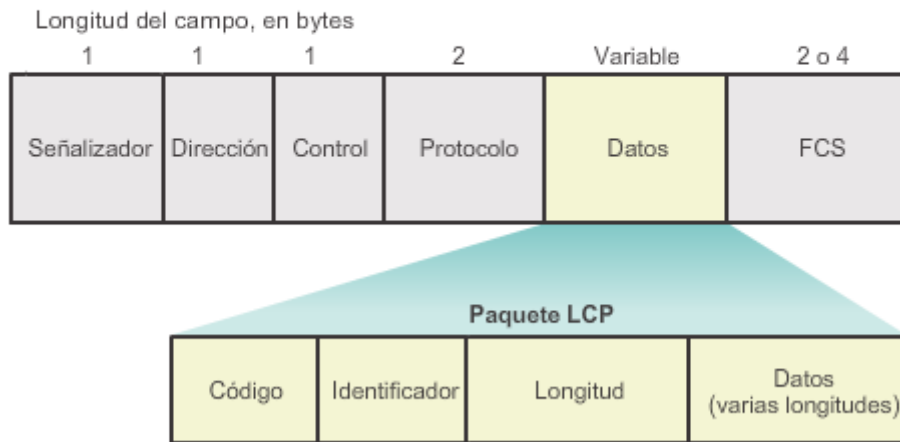 Longitud del campo, en bytes
1 1 1 2 Variable 2 o 4
Señalizador Dirección Control Protocolo Datos FCS
Paquete LCP
Código Identificador Longitud Datos
(varias longitudes)